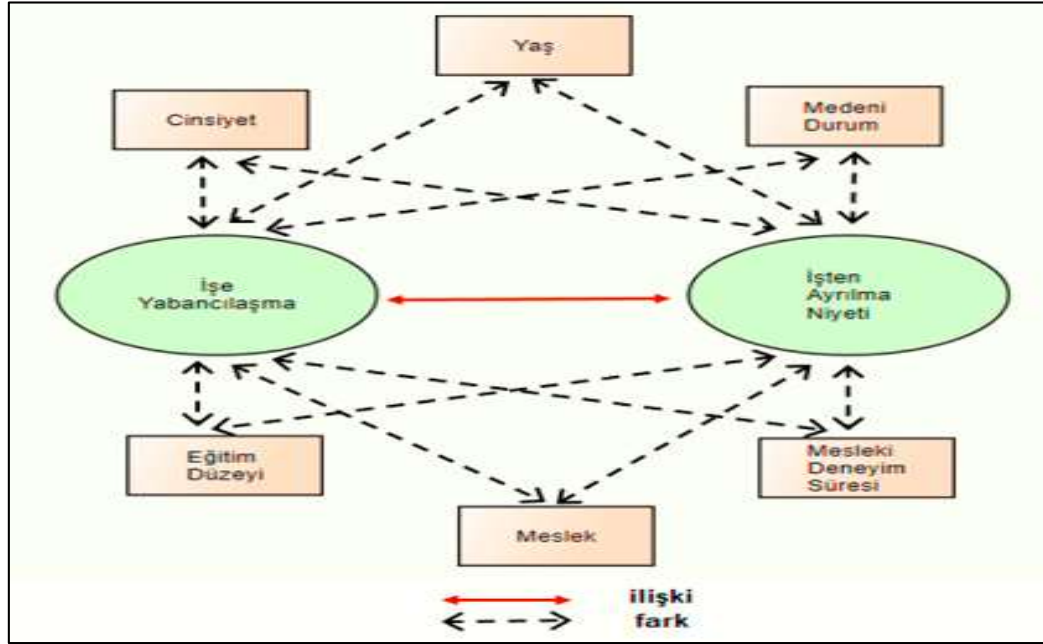 Yaş
Cinsiyet
Medeni
Durum
İşe
Yabancılaşma
İşten
Ayrılma
Niyeti
Eğitim
Düzeyi
Mesleki
Deneyim
Süresi
Meslek
ilişki
fark